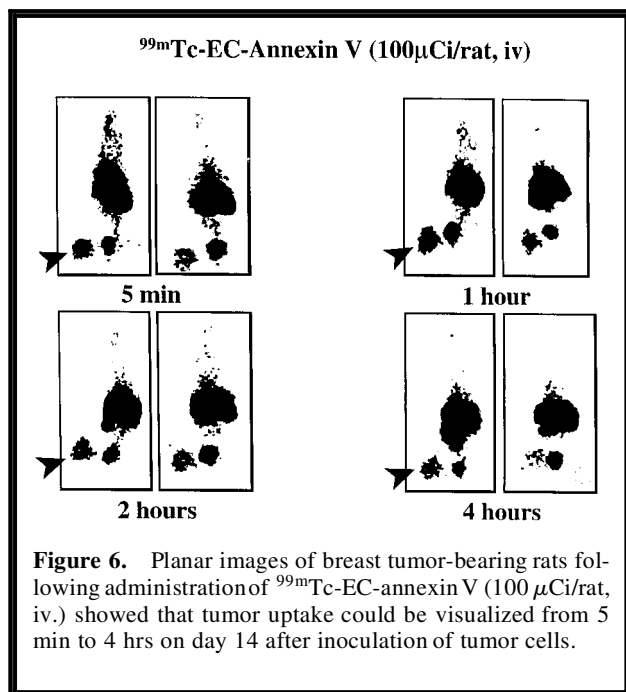 99mTc-EC-Annexin V (100μCi/rat, iv)
5 min
1 hour
2 hours
4 hours
Figure 6. Planar images of breast tumor-bearing rats fol-
lowing administration of 99mTc-EC-annexin V (100 μCi/rat,
iv.) showed that tumor uptake could be visualized from 5
min to 4 hrs on day 14 after inoculation of tumor cells.